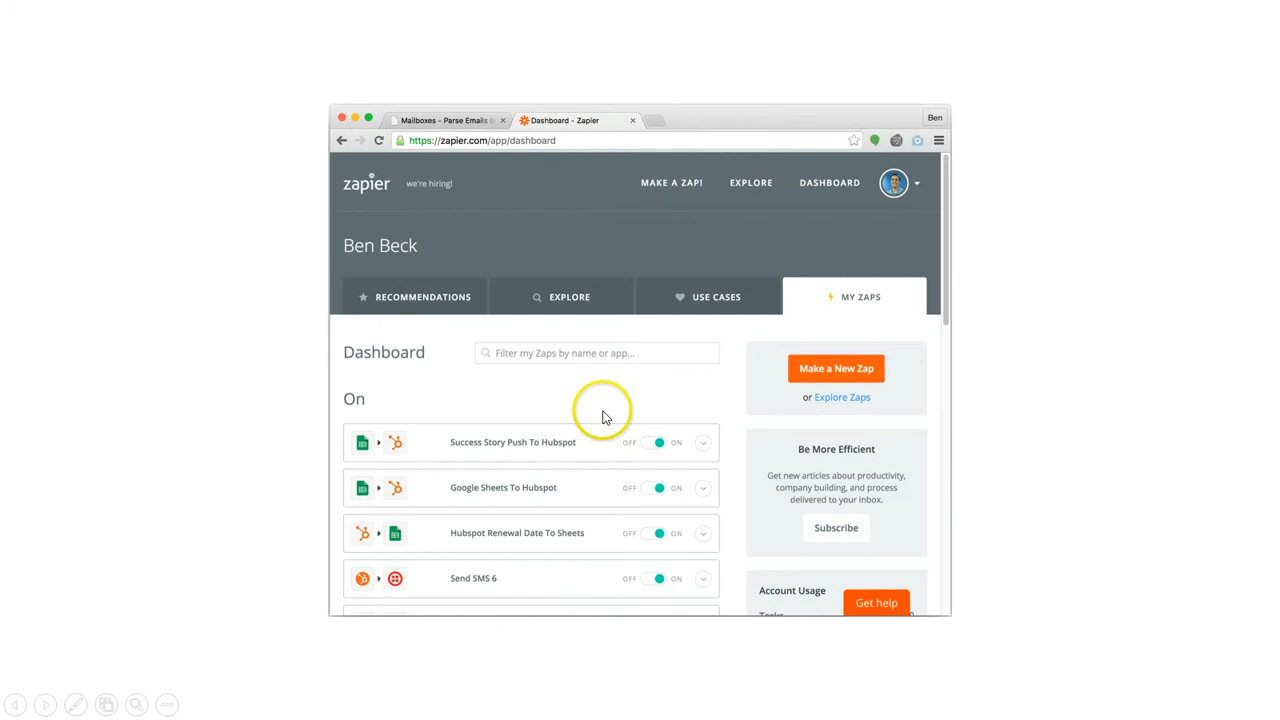 Mailboxes - Parse Emails b
Dashboard - Zapier
Ben
https://zapier.com/app/dashboard
zapier
we're hiring!
MAKE A ZAP!
EXPLORE
DASHBOARD
Ben Beck
RECOMMENDATIONS
EXPLORE
USE CASES
MY ZAPS
Dashboard
Filter my Zaps by name or app...
On
Success Story Push To Hubspot
OFF
ON
Google Sheets To Hubspot
OFF
ON
Hubspot Renewal Date To Sheets
OFF
ON
Send SMS 6
OFF
ON
Make a New Zap
or Explore Zaps
Be More Efficient
Get new articles about productivity,
company building, and process
delivered to your inbox.
Subscribe
Account Usage
Tasks
Get help